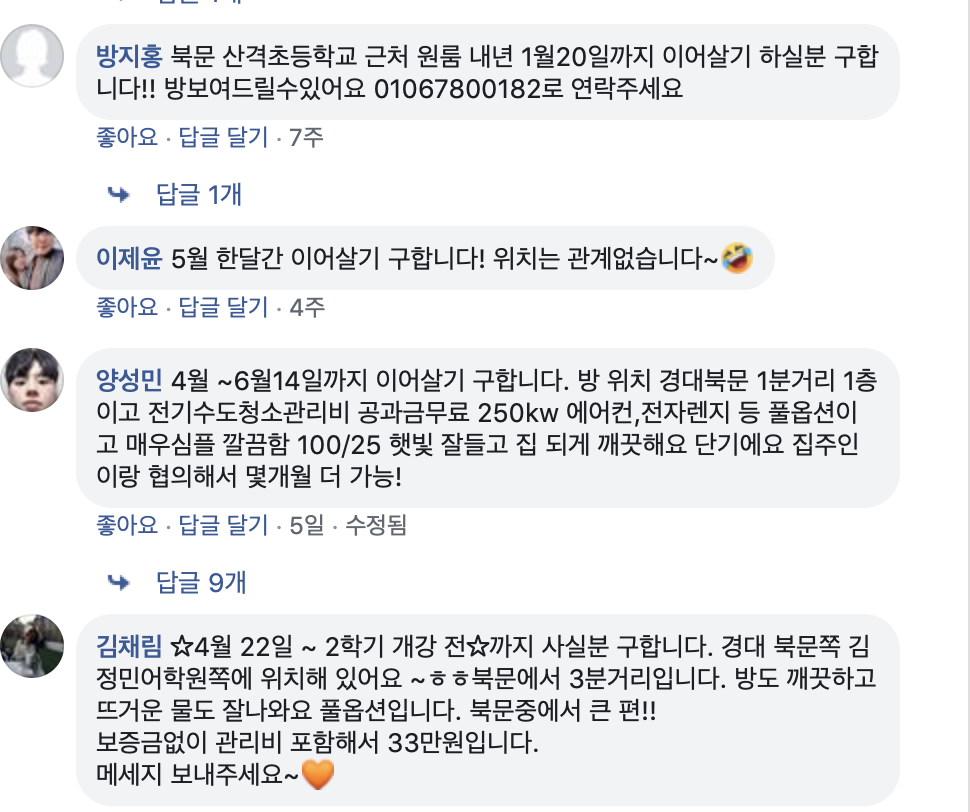 방지홍 북문 산격초등학교 근처 원룸 내년 1월20일까지 이어살기 하실분 구합
니다!! 방보여드릴수있어요 01067800182로 연락주세요
좋아요 · 답글 달기 · 7주
답글 1개
이제윤 5월 한달간 이어살기 구합니다! 위치는 관계없습니다~🤣
좋아요 · 답글 달기 · 4주
양성민 4월 ~6월14일까지 이어살기 구합니다. 방 위치 경대북문 1분거리 1층
이고 전기수도청소관리비 공과금무료 250kw 에어컨,전자렌지 등 풀옵션이
고 매우심플 깔끔함 100/25 햇빛 잘들고 집 되게 깨끗해요 단기에요 집주인
이랑 협의해서 몇개월 더 가능!
좋아요 · 답글 달기 · 5일 · 수정됨
답글 9개
김채림 ☆4월 22일 ~ 2학기 개강 전☆까지 사실분 구합니다. 경대 북문쪽 김
정민어학원쪽에 위치해 있어요 ~ㅎㅎ북문에서 3분거리입니다. 방도 깨끗하고
뜨거운 물도 잘나와요 풀옵션입니다. 북문중에서 큰 편!!
보증금없이 관리비 포함해서 33만원입니다.
메세지 보내주세요~🧡